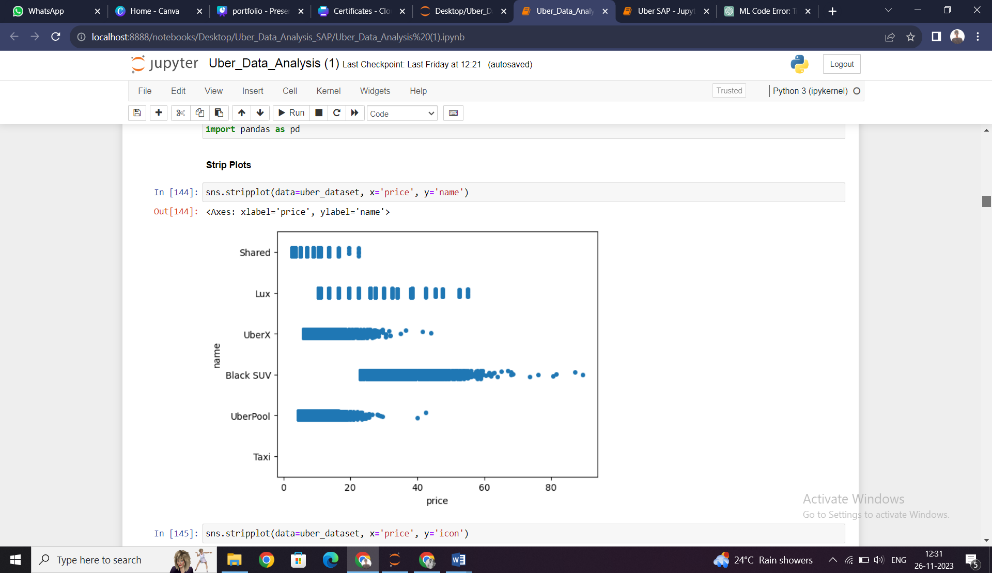 WhatsApp Home - Canva portfolio - Prese Certificates - Clo Desktop/Uber_D Uber_Data_Analy Uber SAP - Jupyt ML Code Error: T
localhost:8888/notebooks/Desktop/Uber_Data_Analysis_SAP/Uber_Data_Analysis%20(1).ipynb
jupyter Uber_Data_Analysis (1) Last Checkpoint: Last Friday at 12:21 (autosaved) Logout
File Edit View Insert Cell Kernel Widgets Help Trusted Python 3 (ipykernel)
Run Code
import pandas as pd
Strip Plots
In [144]: sns.stripplot(data=uber_dataset, x='price', y='name')
Out[144]: <Axes: xlabel='price', ylabel='name'>
Shared
Lux
UberX
name
Black SUV
UberPool
Taxi
0 20 40 60 80
price
Activate Windows
Go to Settings to activate Windows.
In [145]: sns.stripplot(data=uber_dataset, x='price', y='icon')
Type here to search 24°C Rain showers ENG 12:31
26-11-2023 5